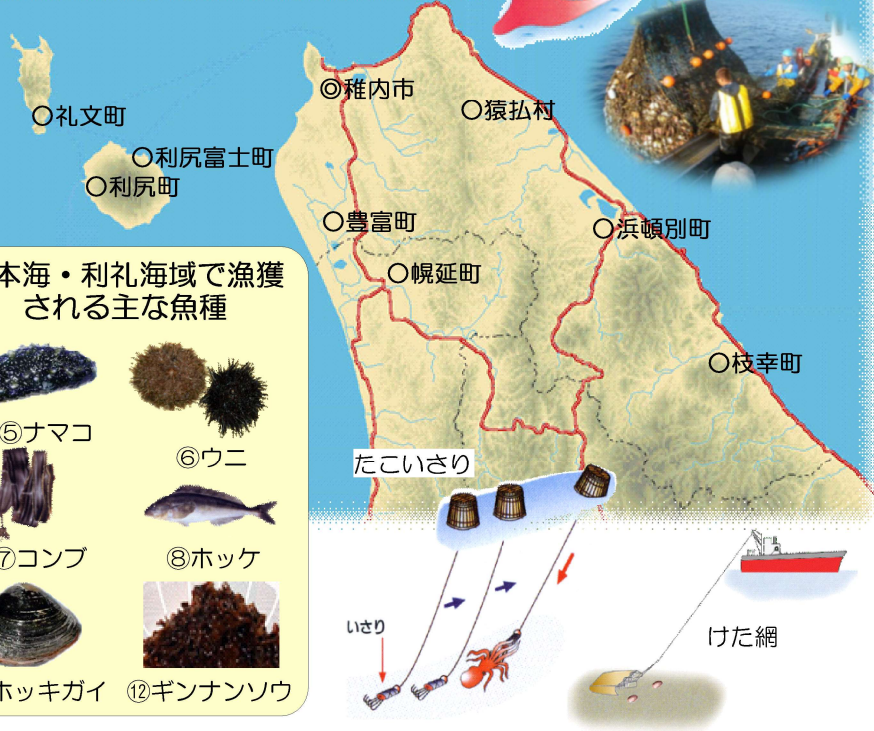 ◎稚内市
○猿払村
○礼文町
○利尻富士町
○利尻町
○豊富町
○浜頓別町
○幌延町
本海・利礼海域で漁獲
される主な魚種
○枝幸町
⑤ナマコ
⑥ウニ
たこいさり
⑦コンブ
⑧ホッケ
いさり
けた網
ホッキガイ
⑫ギンナンソウ